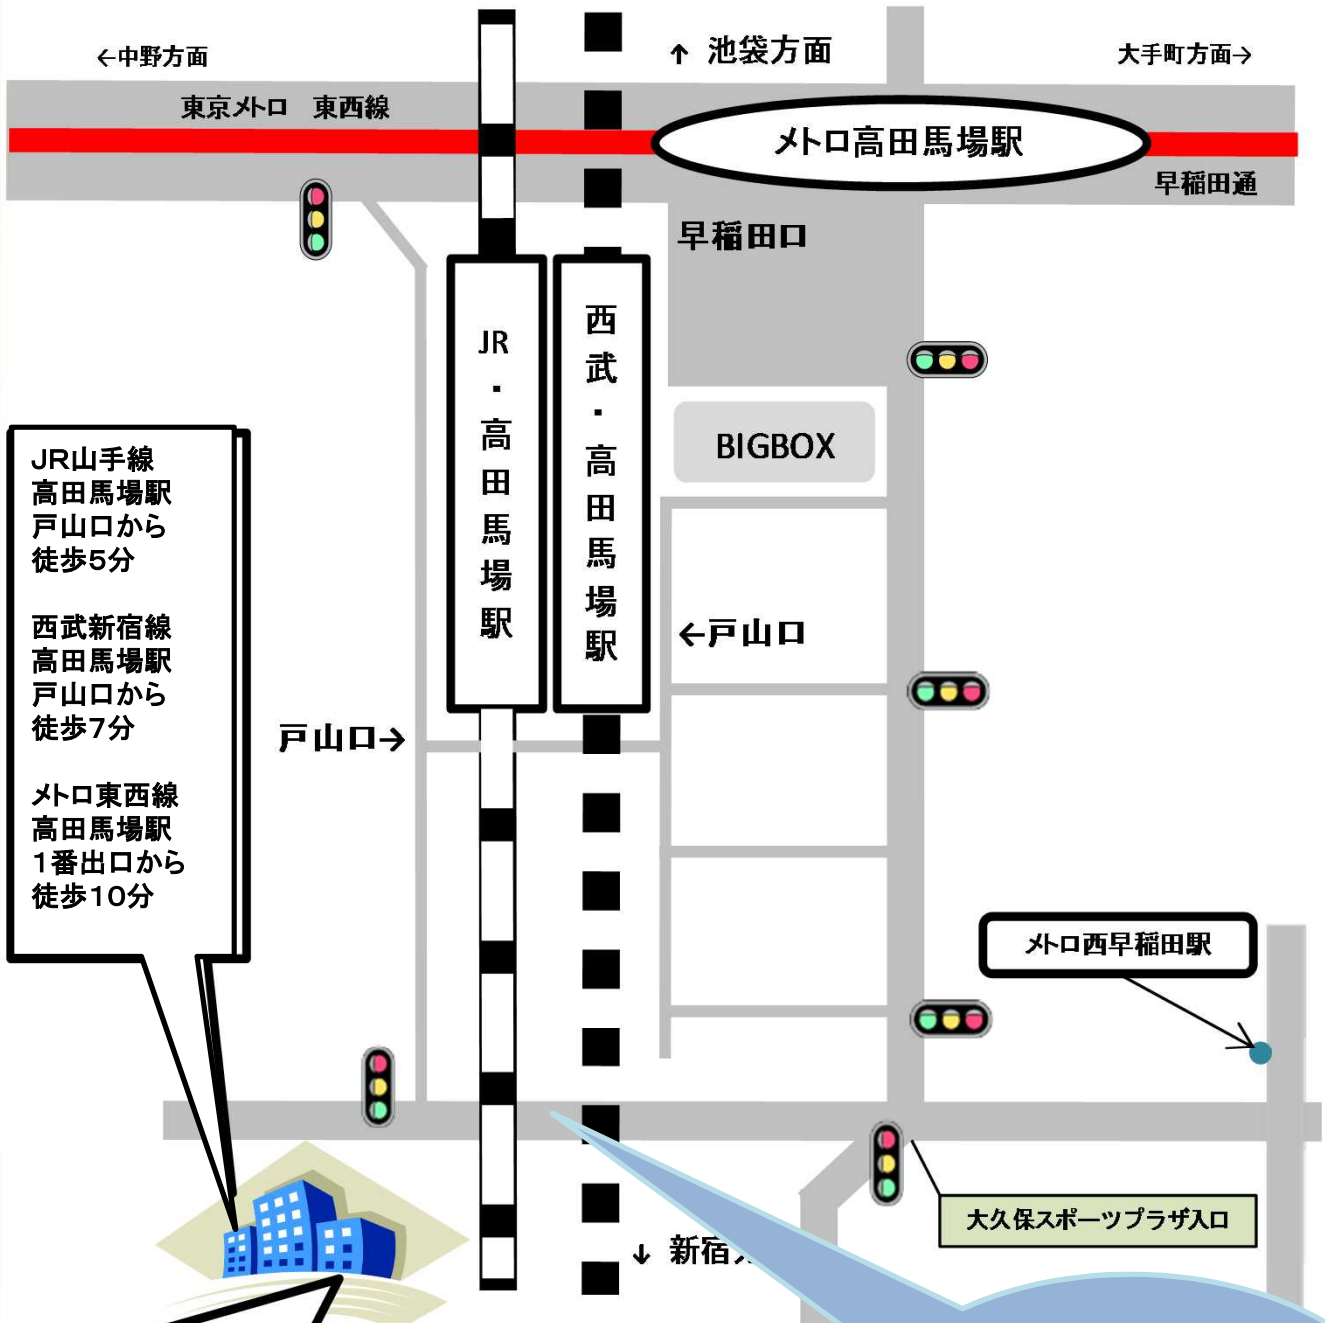 ←中野方面
↑ 池袋方面
大手町方面→
東京メトロ 東西線
メトロ高田馬場駅
早稲田通
早稲田口
JR・高田馬場駅
西武・高田馬場駅
BIGBOX
JR山手線
高田馬場駅
戸山口から
徒歩5分
西武新宿線
高田馬場駅
戸山口から
徒歩7分
メトロ東西線
高田馬場駅
1番出口から
徒歩10分
←戸山口
戸山口→
メトロ西早稲田駅
大久保スポーツプラザ入口
↓ 新宿